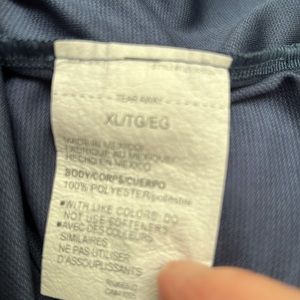 TEAR AWAY
XL/TG/EG
MADE IN MEXICO/
FABRIQUÉ AU MEXIQUE/
HECHO EN MEXICO
BODY/CORPS/CUERPO
100% POLYESTER/poliéster
•WITH LIKE COLORS· DO
NOT USE SOFTENERS
•AVEC DES COULEURS
SIMILAIRES
NE PAS UTILISER
D'ASSOUPLISSANTS